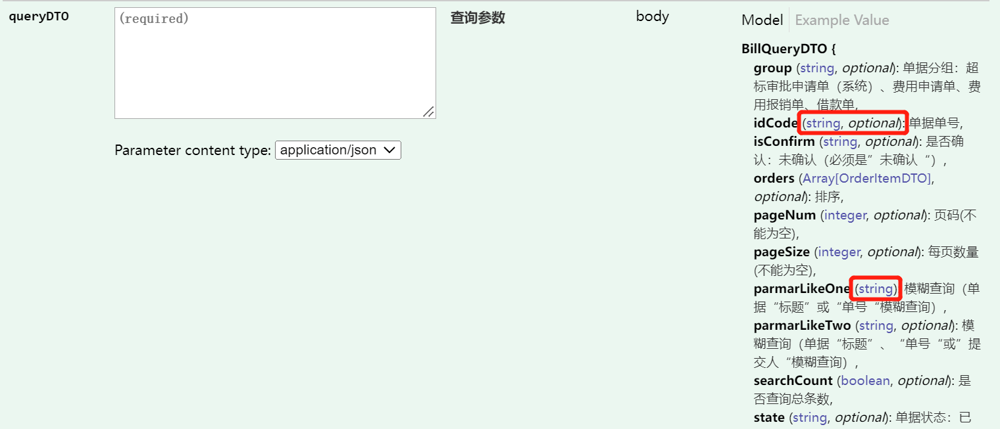 queryDTO
(required)
查询参数
body
Model Example Value
Parameter content type: application/json
BillQueryDTO {
group (string, optional): 单据分组：超
标审批申请单（系统）、费用申请单、费
用报销单、借款单,
idCode (string, optional): 单据单号,
isConfirm (string, optional): 是否确
认：未确认（必须是”未确认“）,
orders (Array[OrderItemDTO],
optional): 排序,
pageNum (integer, optional): 页码(不
能为空),
pageSize (integer, optional): 每页数量
(不能为空),
parmarLikeOne (string): 模糊查询（单
据“标题”或“单号“模糊查询）,
parmarLikeTwo (string, optional): 模
糊查询（单据“标题”、“单号“或”提
交人“模糊查询）,
searchCount (boolean, optional): 是
否查询总条数,
state (string, optional): 单据状态：已